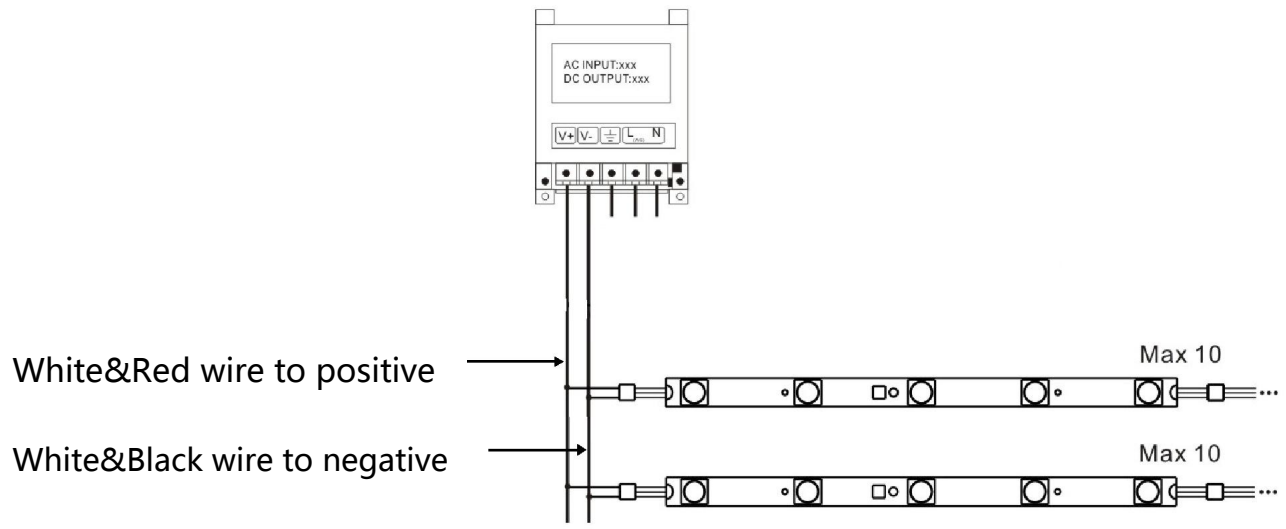 AC INPUT:xxx
DC OUTPUT:xxx
V+ V- L N
White&Red wire to positive
Max 10
White&Black wire to negative
Max 10